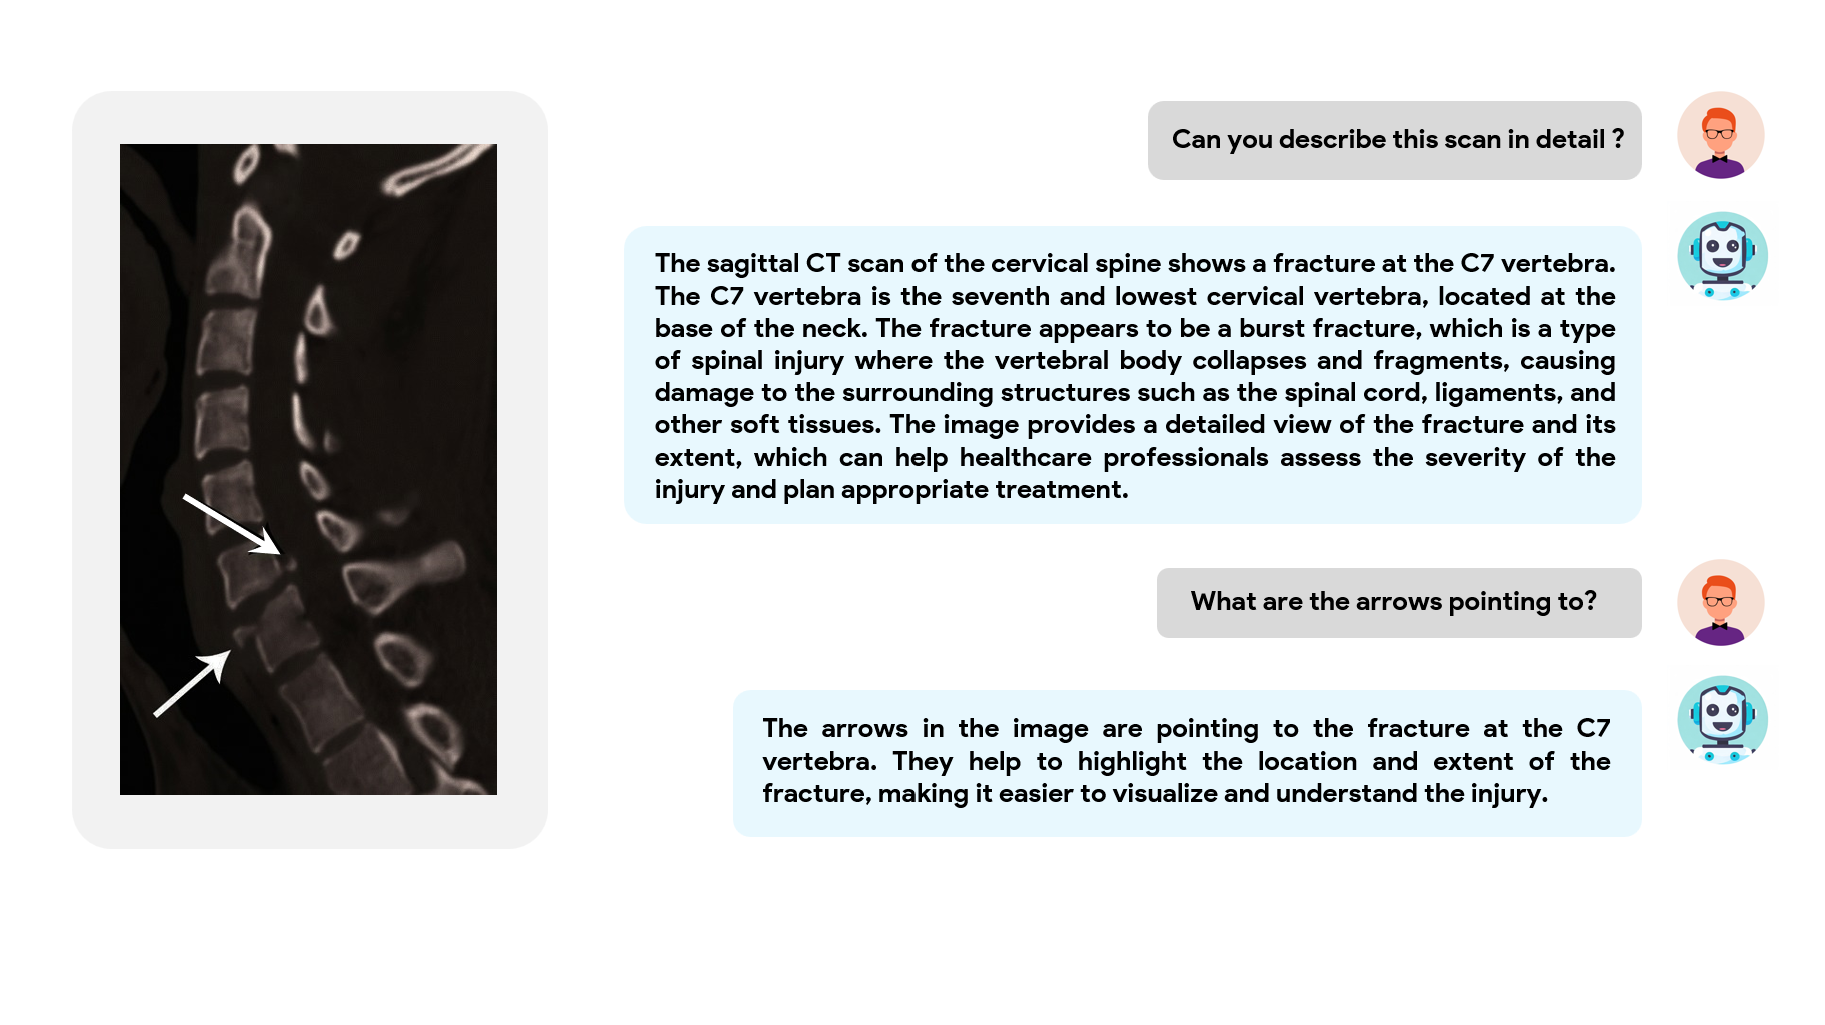 Can you describe this scan in detail ?
The sagittal CT scan of the cervical spine shows a fracture at the C7 vertebra.
The C7 vertebra is the seventh and lowest cervical vertebra, located at the
base of the neck. The fracture appears to be a burst fracture, which is a type
of spinal injury where the vertebral body collapses and fragments, causing
damage to the surrounding structures such as the spinal cord, ligaments, and
other soft tissues. The image provides a detailed view of the fracture and its
extent, which can help healthcare professionals assess the severity of the
injury and plan appropriate treatment.
What are the arrows pointing to?
The arrows in the image are pointing to the fracture at the C7
vertebra. They help to highlight the location and extent of the
fracture, making it easier to visualize and understand the injury.